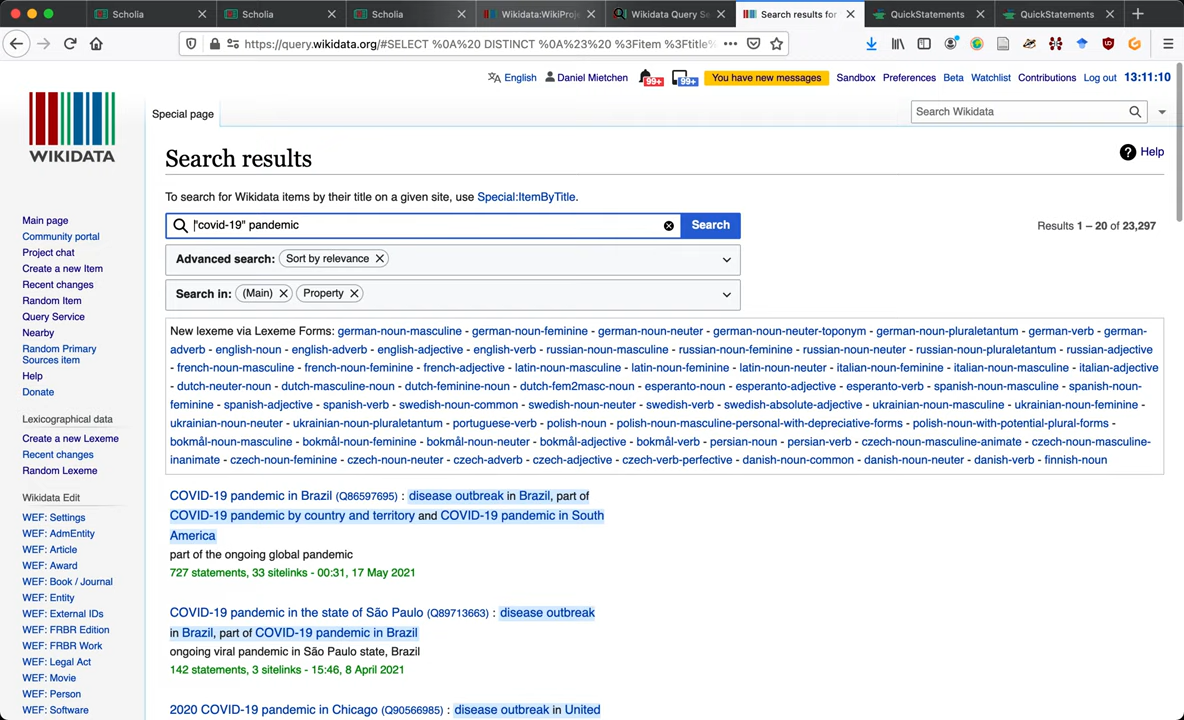 Scholia
Scholia
Scholia
Wikidata:WikiProj
Wikidata Query Se
Search results for
QuickStatements
QuickStatements
https://query.wikidata.org/#SELECT %0A%20 DISTINCT %0A%23%20 %3Fitem %3Ftitle%
English
Daniel Mietchen
99+
99+
You have new messages
Sandbox
Preferences
Beta
Watchlist
Contributions
Log out
13:11:10
Special page
Search Wikidata
WIKIDATA
Search results
Help
To search for Wikidata items by their title on a given site, use Special:ItemByTitle.
"covid-19" pandemic
Search
Results 1 – 20 of 23,297
Advanced search: Sort by relevance
Search in: (Main) Property
Main page
Community portal
Project chat
Create a new Item
Recent changes
Random Item
Query Service
Nearby
Random Primary
Sources item
Help
Donate
Lexicographical data
Create a new Lexeme
Recent changes
Random Lexeme
Wikidata Edit
WEF: Settings
WEF: AdmEntity
WEF: Article
WEF: Award
WEF: Book / Journal
WEF: Entity
WEF: External IDs
WEF: FRBR Edition
WEF: FRBR Work
WEF: Legal Act
WEF: Movie
WEF: Person
WEF: Software
New lexeme via Lexeme Forms: german-noun-masculine - german-noun-feminine - german-noun-neuter - german-noun-neuter-toponym - german-noun-pluraletantum - german-verb - german-
adverb - english-noun - english-adverb - english-adjective - english-verb - russian-noun-masculine - russian-noun-feminine - russian-noun-neuter - russian-noun-pluraletantum - russian-adjective
- french-noun-masculine - french-noun-feminine - french-adjective - latin-noun-masculine - latin-noun-feminine - latin-noun-neuter - italian-noun-feminine - italian-noun-masculine - italian-adjective
- dutch-neuter-noun - dutch-masculine-noun - dutch-feminine-noun - dutch-fem2masc-noun - esperanto-noun - esperanto-adjective - esperanto-verb - spanish-noun-masculine - spanish-noun-
feminine - spanish-adjective - spanish-verb - swedish-noun-common - swedish-noun-neuter - swedish-verb - swedish-absolute-adjective - ukrainian-noun-masculine - ukrainian-noun-feminine -
ukrainian-noun-neuter - ukrainian-noun-pluraletantum - portuguese-verb - polish-noun - polish-noun-masculine-personal-with-depreciative-forms - polish-noun-with-potential-plural-forms -
bokmål-noun-masculine - bokmål-noun-feminine - bokmål-noun-neuter - bokmål-adjective - bokmål-verb - persian-noun - persian-verb - czech-noun-masculine-animate - czech-noun-masculine-
inanimate - czech-noun-feminine - czech-noun-neuter - czech-adverb - czech-adjective - czech-verb-perfective - danish-noun-common - danish-noun-neuter - danish-verb - finnish-noun
COVID-19 pandemic in Brazil (Q86597695) : disease outbreak in Brazil, part of
COVID-19 pandemic by country and territory and COVID-19 pandemic in South
America
part of the ongoing global pandemic
727 statements, 33 sitelinks - 00:31, 17 May 2021
COVID-19 pandemic in the state of São Paulo (Q89713663) : disease outbreak
in Brazil, part of COVID-19 pandemic in Brazil
ongoing viral pandemic in São Paulo state, Brazil
142 statements, 3 sitelinks - 15:46, 8 April 2021
2020 COVID-19 pandemic in Chicago (Q90566985) : disease outbreak in United